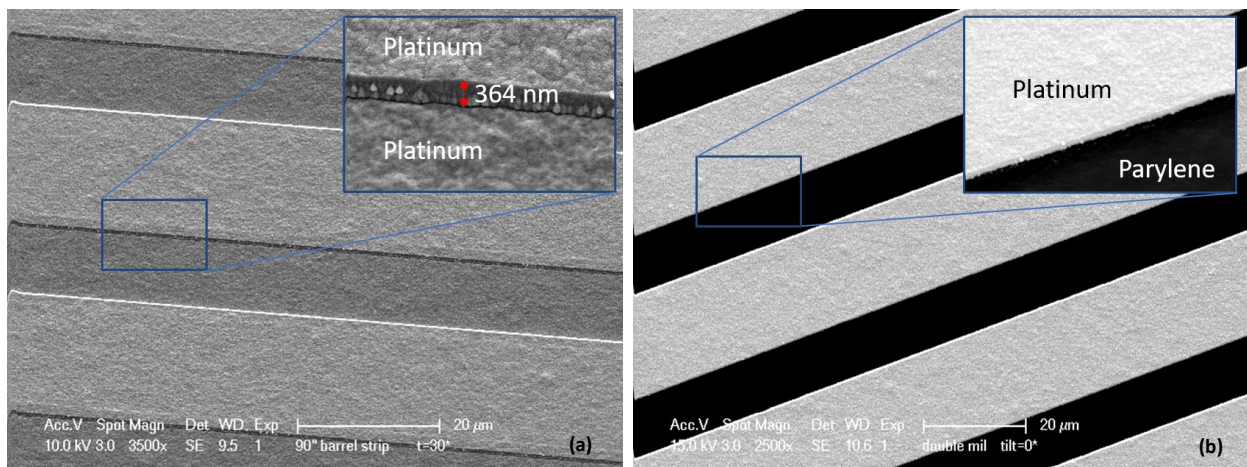 Platinum
364 nm
Platinum
Acc.V Spot Magn Det WD Exp 20 µm
10.0 kV 3.0 3500x SE 9.5 1 90" barrel strip t=30*
(a)
Platinum
Parylene
Acc.V Spot Magn Det WD Exp 20 µm
15.0 kV 3.0 2500x SE 10.6 1 double mil tilt=0*
(b)